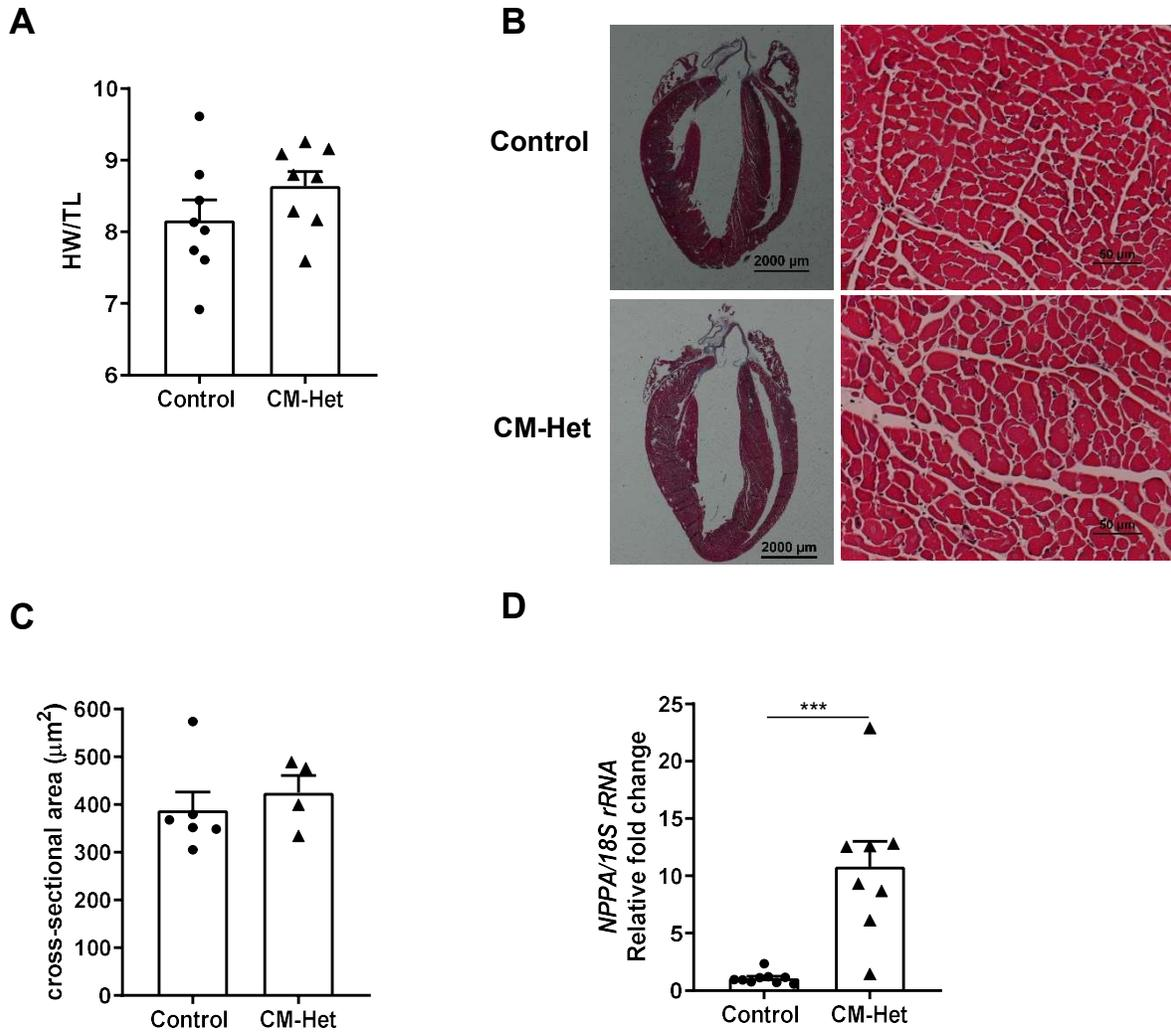 A
B
10
9
8
7
6
HW/TL
Control
CM-Het
Control
2000 µm
50 µm
CM-Het
2000 µm
50 µm
C
D
600
500
400
300
200
100
0
cross-sectional area (µm²)
Control
CM-Het
25
20
15
10
5
0
NPPA/18S rRNA
Relative fold change
***
Control
CM-Het